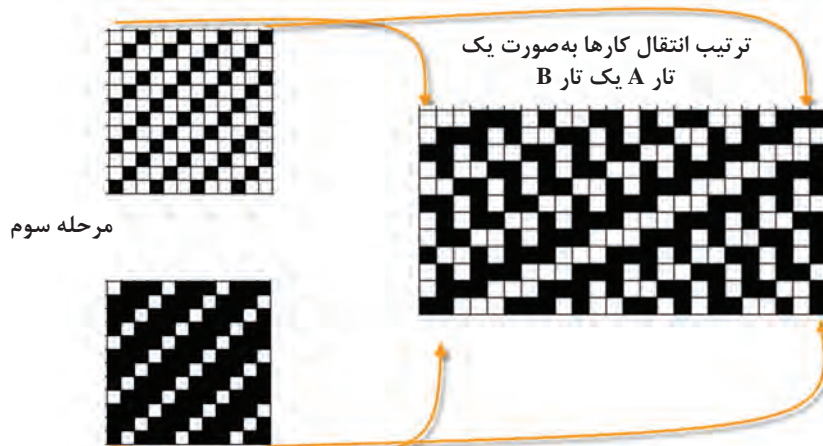 ترتیب انتقال کارها به‌صورت یک
تار A یک تار B
مرحله سوم